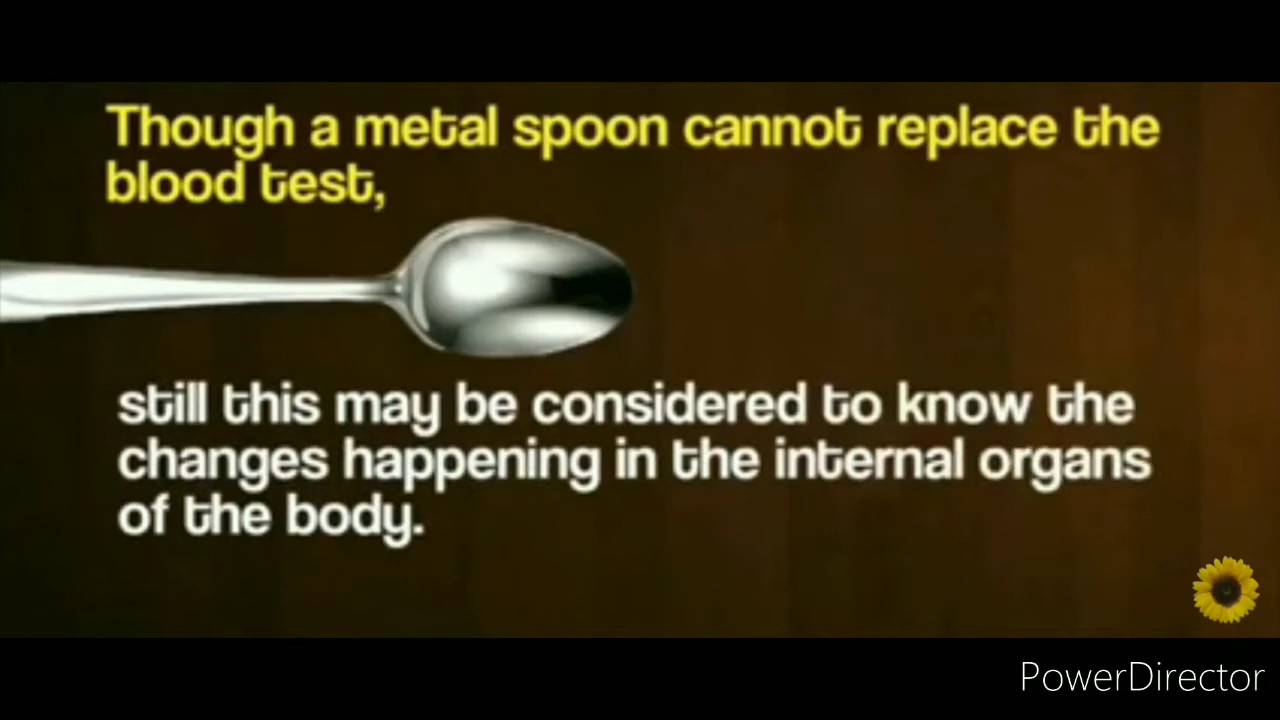 Though a metal spoon cannot replace the
blood test,
still this may be considered to know the
changes happening in the internal organs
of the body.
PowerDirector